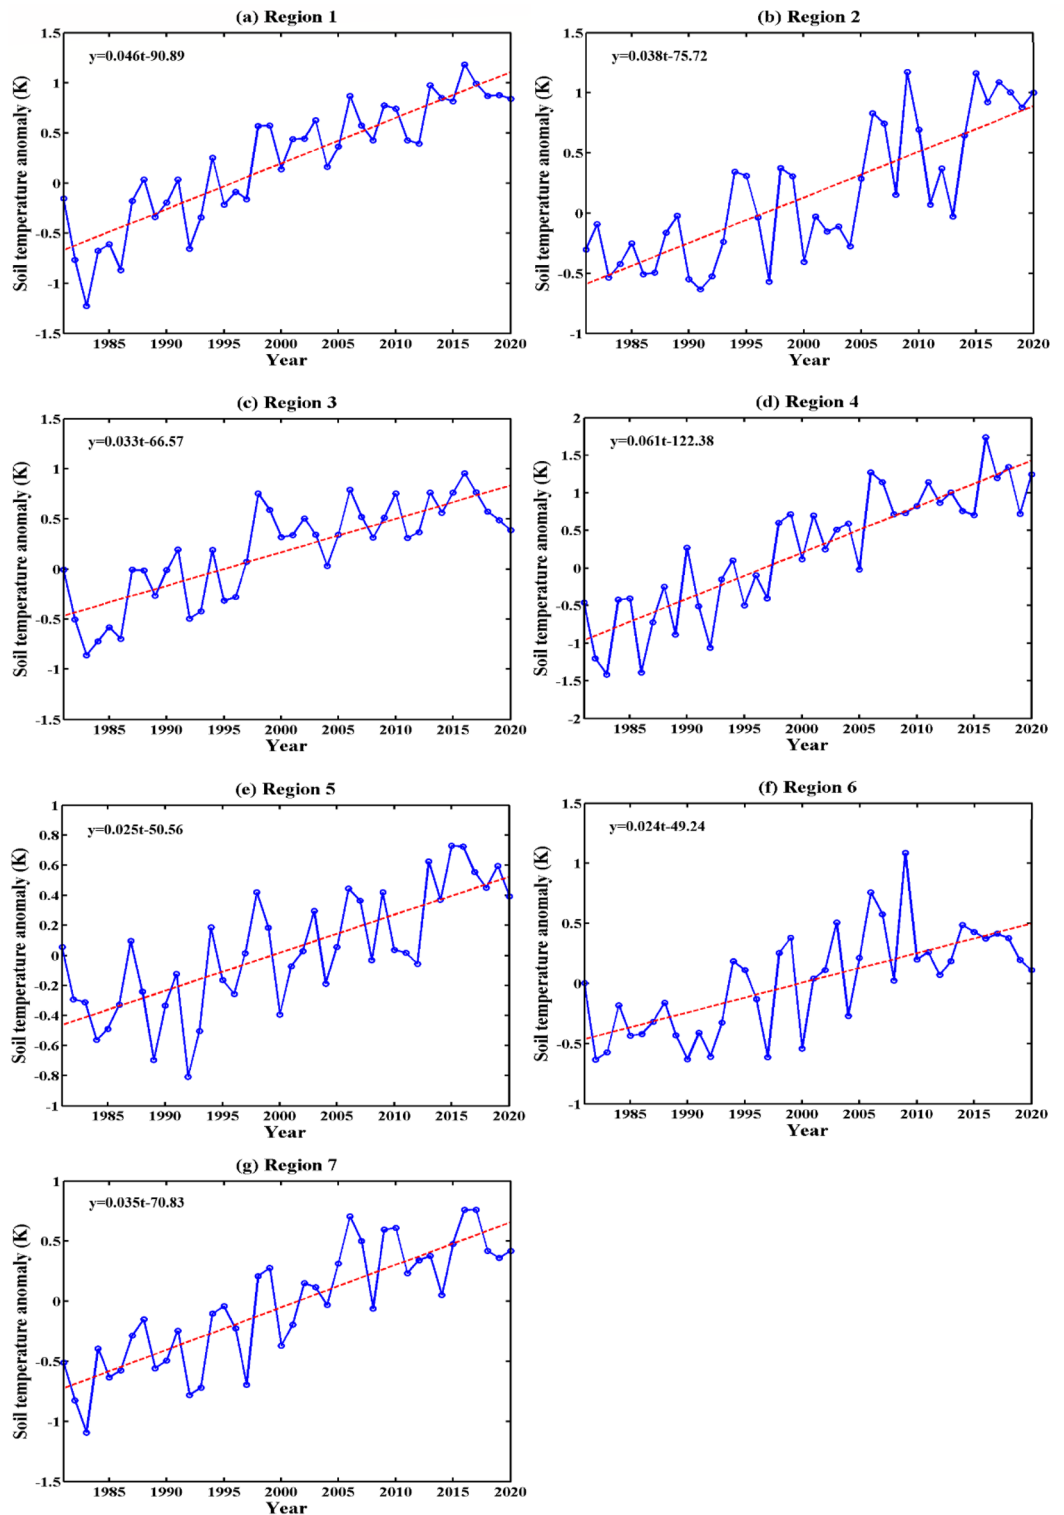 (a) Region 1
y=0.046t-90.89
Soil temperature anomaly (K)
1.5
1
0.5
0
-0.5
-1
-1.5
1985 1990 1995 2000 2005 2010 2015 2020
Year
(b) Region 2
y=0.038t-75.72
Soil temperature anomaly (K)
1.5
1
0.5
0
-0.5
-1
1985 1990 1995 2000 2005 2010 2015 2020
Year
(c) Region 3
y=0.033t-66.57
Soil temperature anomaly (K)
1.5
1
0.5
0
-0.5
-1
-1.5
1985 1990 1995 2000 2005 2010 2015 2020
Year
(d) Region 4
y=0.061t-122.38
Soil temperature anomaly (K)
2
1.5
1
0.5
0
-0.5
-1
-1.5
-2
1985 1990 1995 2000 2005 2010 2015 2020
Year
(e) Region 5
y=0.025t-50.56
Soil temperature anomaly (K)
1
0.8
0.6
0.4
0.2
0
-0.2
-0.4
-0.6
-0.8
-1
1985 1990 1995 2000 2005 2010 2015 2020
Year
(f) Region 6
y=0.024t-49.24
Soil temperature anomaly (K)
1.5
1
0.5
0
-0.5
-1
1985 1990 1995 2000 2005 2010 2015 2020
Year
(g) Region 7
y=0.035t-70.83
Soil temperature anomaly (K)
1
0.5
0
-0.5
-1
-1.5
1985 1990 1995 2000 2005 2010 2015 2020
Year